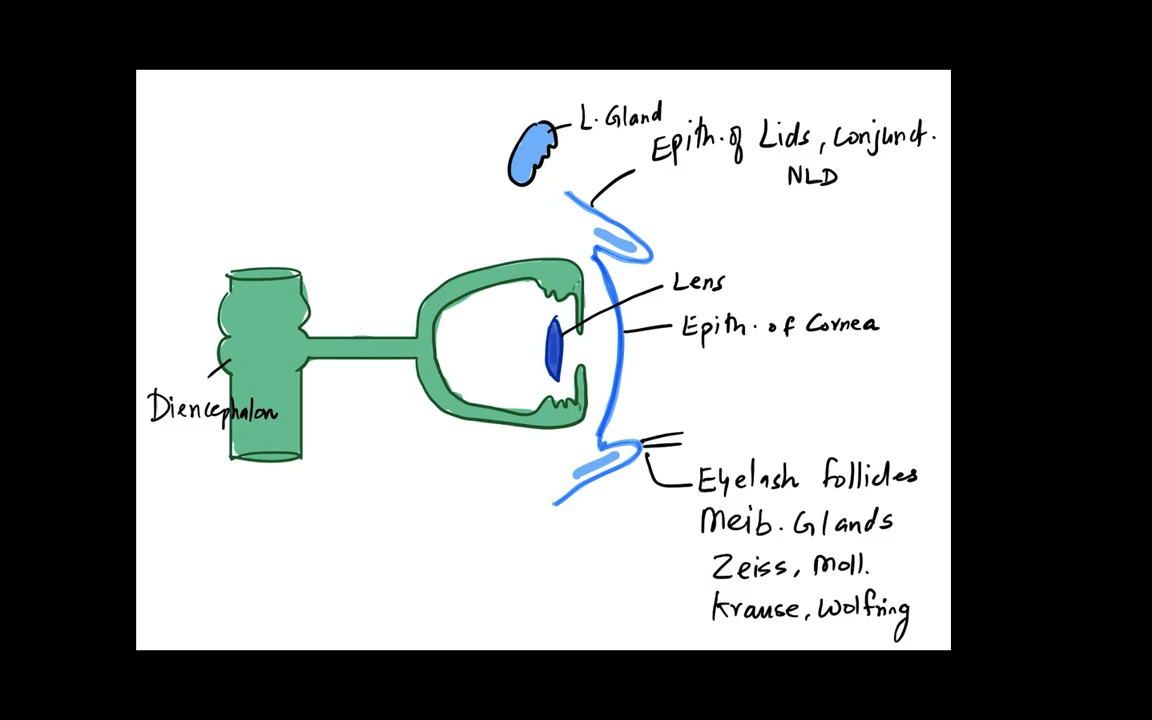 L. Gland
Epith. of Lids, Conjunct.
NLD
Lens
Epith. of Cornea
Diencephalon
Eyelash follicles
Meib. Glands
Zeiss, Moll.
Krause, Wolfring